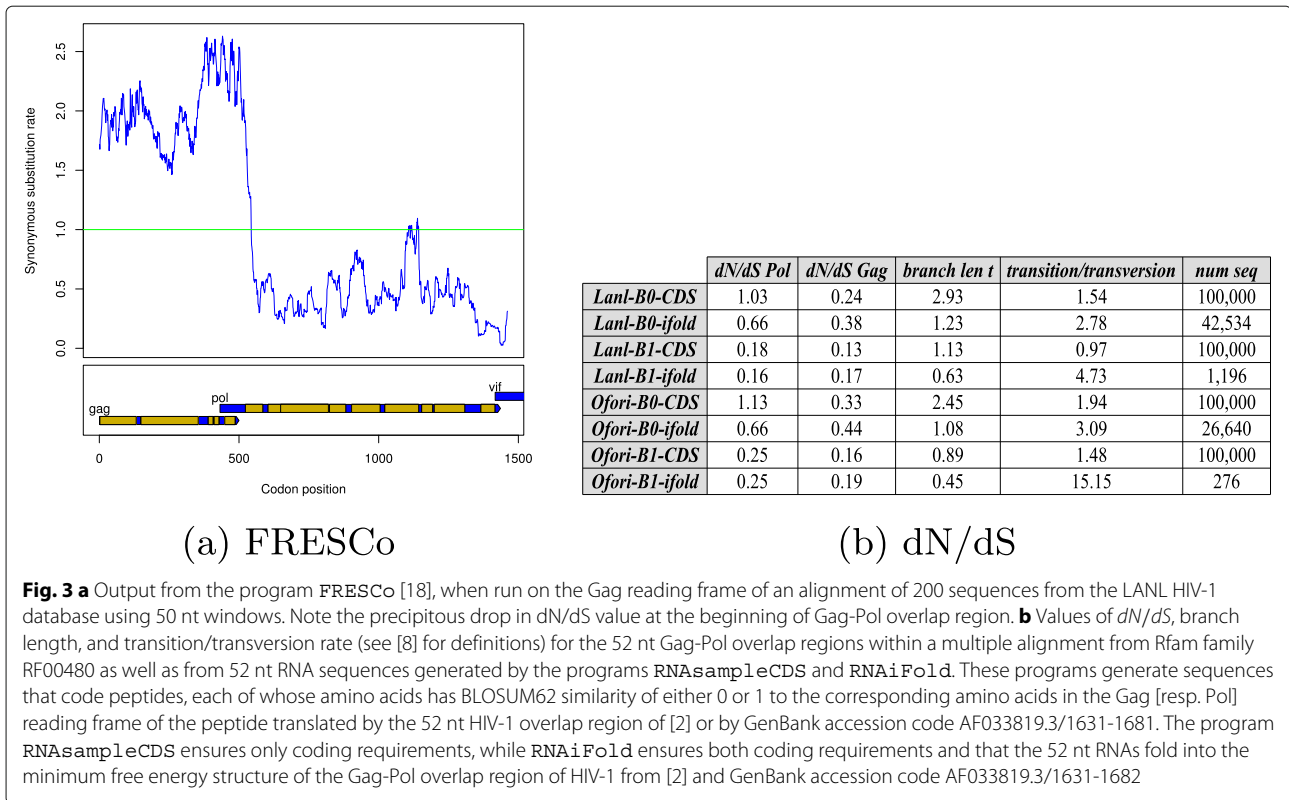 2.5
2.0
1.5
1.0
0.5
0.0
Synonymous substitution rate
gag
pol
vif
0 500 1000 1500
Codon position
(a) FRESCo
dN/dS Pol dN/dS Gag branch len t transition/transversion num seq
Lanl-B0-CDS 1.03 0.24 2.93 1.54 100,000
Lanl-B0-ifold 0.66 0.38 1.23 2.78 42,534
Lanl-B1-CDS 0.18 0.13 1.13 0.97 100,000
Lanl-B1-ifold 0.16 0.17 0.63 4.73 1,196
Ofori-B0-CDS 1.13 0.33 2.45 1.94 100,000
Ofori-B0-ifold 0.66 0.44 1.08 3.09 26,640
Ofori-B1-CDS 0.25 0.16 0.89 1.48 100,000
Ofori-B1-ifold 0.25 0.19 0.45 15.15 276
(b) dN/dS
Fig. 3 a Output from the program FRESCo [18], when run on the Gag reading frame of an alignment of 200 sequences from the LANL HIV-1
database using 50 nt windows. Note the precipitous drop in dN/dS value at the beginning of Gag-Pol overlap region. b Values of dN/dS, branch
length, and transition/transversion rate (see [8] for definitions) for the 52 nt Gag-Pol overlap regions within a multiple alignment from Rfam family
RF00480 as well as from 52 nt RNA sequences generated by the programs RNAsampleCDS and RNAiFold. These programs generate sequences
that code peptides, each of whose amino acids has BLOSUM62 similarity of either 0 or 1 to the corresponding amino acids in the Gag [resp. Pol]
reading frame of the peptide translated by the 52 nt HIV-1 overlap region of [2] or by GenBank accession code AF033819.3/1631-1681. The program
RNAsampleCDS ensures only coding requirements, while RNAiFold ensures both coding requirements and that the 52 nt RNAs fold into the
minimum free energy structure of the Gag-Pol overlap region of HIV-1 from [2] and GenBank accession code AF033819.3/1631-1682